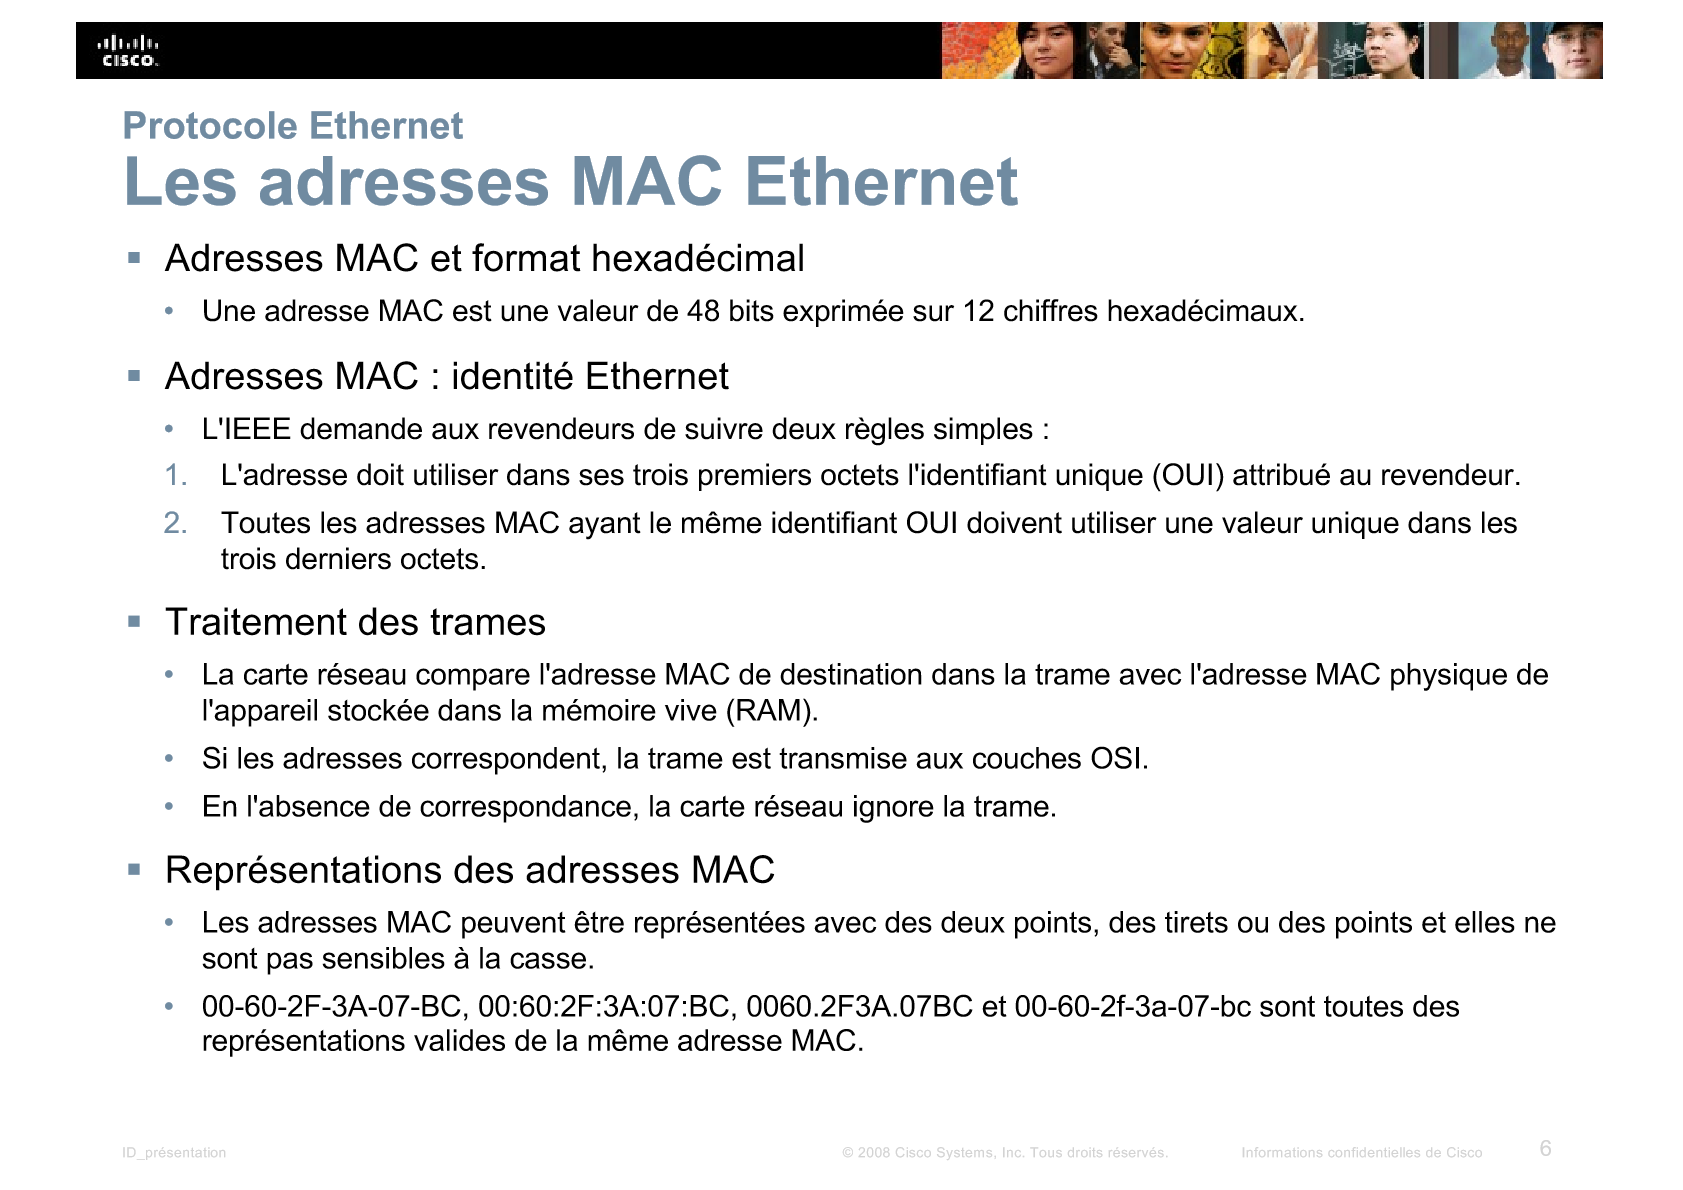 CISCO
Protocole Ethernet
Les adresses MAC Ethernet
Adresses MAC et format hexadécimal
• Une adresse MAC est une valeur de 48 bits exprimée sur 12 chiffres hexadécimaux.
Adresses MAC : identité Ethernet
• L'IEEE demande aux revendeurs de suivre deux règles simples :
1. L'adresse doit utiliser dans ses trois premiers octets l'identifiant unique (OUI) attribué au revendeur.
2. Toutes les adresses MAC ayant le même identifiant OUI doivent utiliser une valeur unique dans les
trois derniers octets.
Traitement des trames
• La carte réseau compare l'adresse MAC de destination dans la trame avec l'adresse MAC physique de
l'appareil stockée dans la mémoire vive (RAM).
• Si les adresses correspondent, la trame est transmise aux couches OSI.
• En l'absence de correspondance, la carte réseau ignore la trame.
Représentations des adresses MAC
• Les adresses MAC peuvent être représentées avec des deux points, des tirets ou des points et elles ne
sont pas sensibles à la casse.
• 00-60-2F-3A-07-BC, 00:60:2F:3A:07:BC, 0060.2F3A.07BC et 00-60-2f-3a-07-bc sont toutes des
représentations valides de la même adresse MAC.
ID_présentation © 2008 Cisco Systems, Inc. Tous droits réservés. Informations confidentielles de Cisco 6